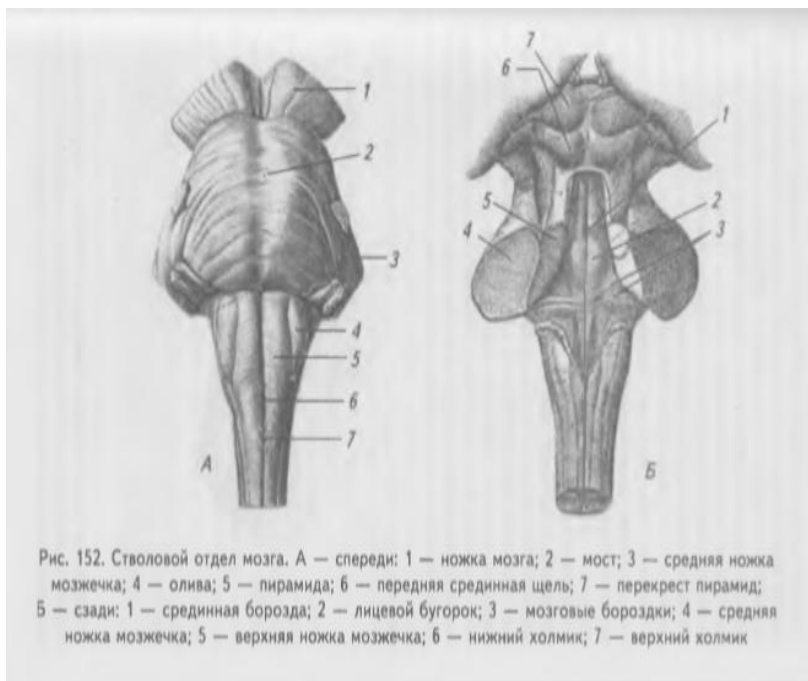 7
6
1
1
2
5
2
4
3
3
4
5
6
7
А
Б
Рис. 152. Стволовой отдел мозга. А — спереди: 1 — ножка мозга; 2 — мост; 3 — средняя ножка
мозжечка; 4 — олива; 5 — пирамида; 6 — передняя срединная щель; 7 — перекрест пирамид;
Б — сзади: 1 — срединная борозда; 2 — лицевой бугорок; 3 — мозговые бороздки; 4 — средняя
ножка мозжечка; 5 — верхняя ножка мозжечка; 6 — нижний холмик; 7 — верхний холмик